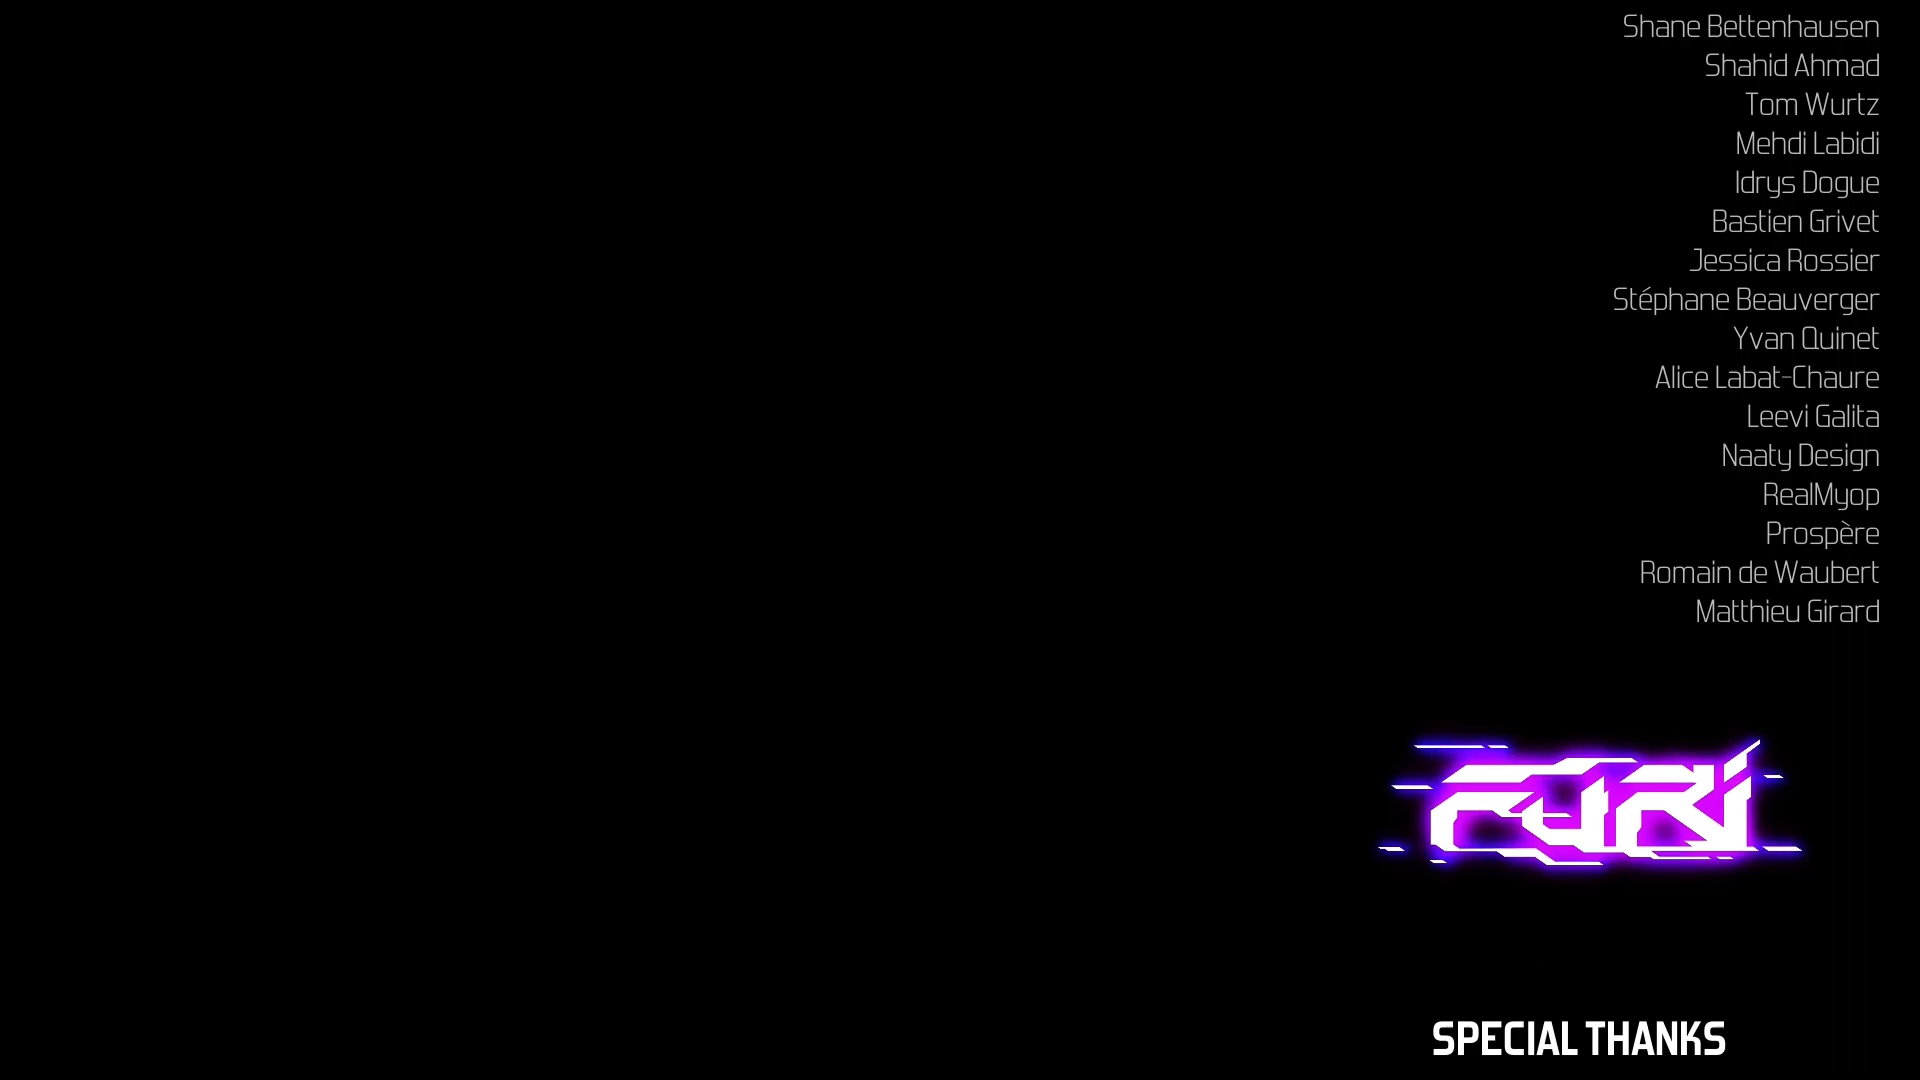 Shane Bettenhausen
Shahid Ahmad
Tom Wurtz
Mehdi Labidi
Idrys Dogue
Bastien Grivet
Jessica Rossier
Stéphane Beauverger
Yvan Quinet
Alice Labat-Chaure
Leevi Galita
Naaty Design
RealMyop
Prospère
Romain de Waubert
Matthieu Girard
FURI
SPECIAL THANKS